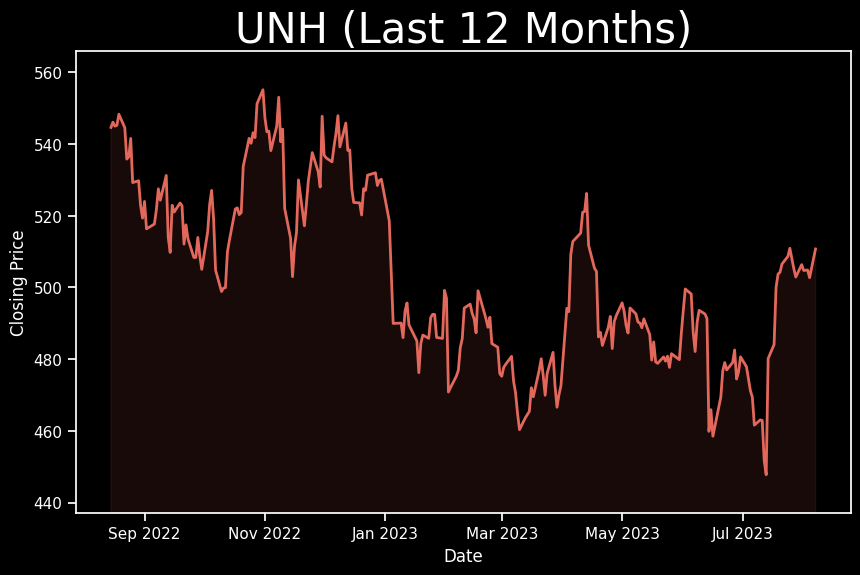 UNH (Last 12 Months)
560
540
520
500
480
460
440
Closing Price
Sep 2022
Nov 2022
Jan 2023
Mar 2023
May 2023
Jul 2023
Date